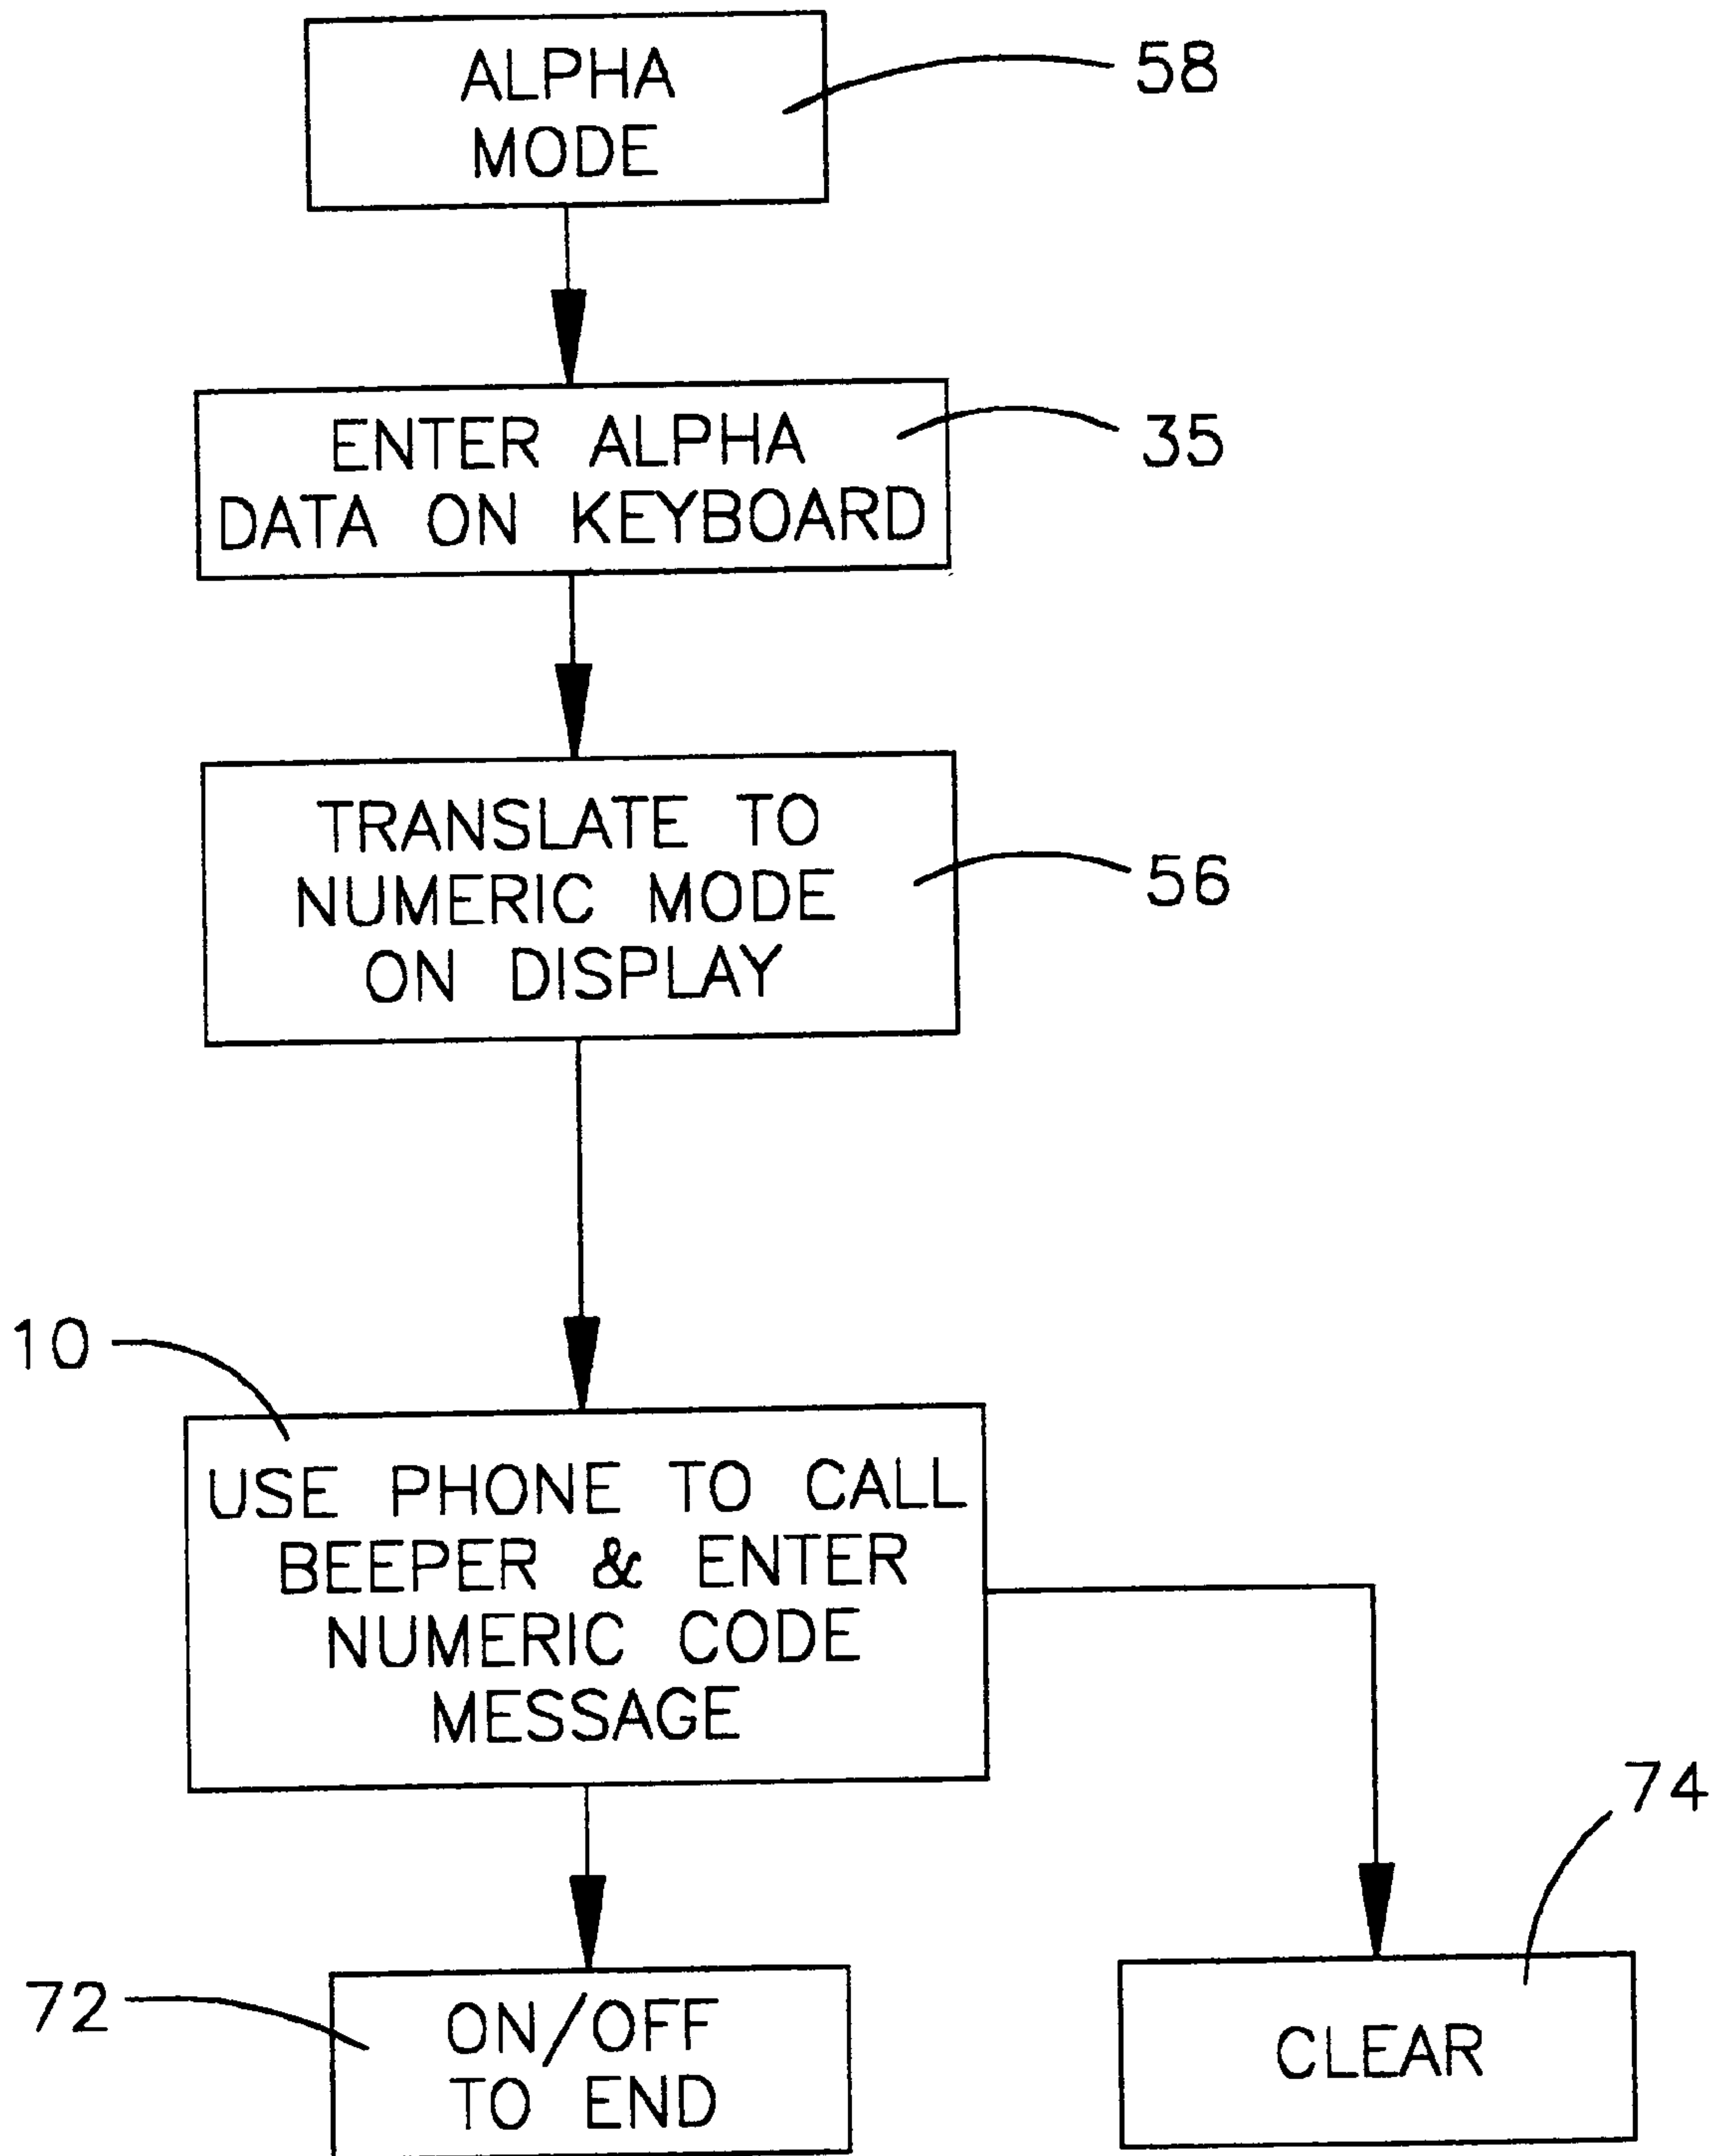 ALPHA
MODE
58
ENTER ALPHA
DATA ON KEYBOARD
35
TRANSLATE TO
NUMERIC MODE
ON DISPLAY
56
10
USE PHONE TO CALL
BEEPER & ENTER
NUMERIC CODE
MESSAGE
74
72
ON/OFF
TO END
CLEAR